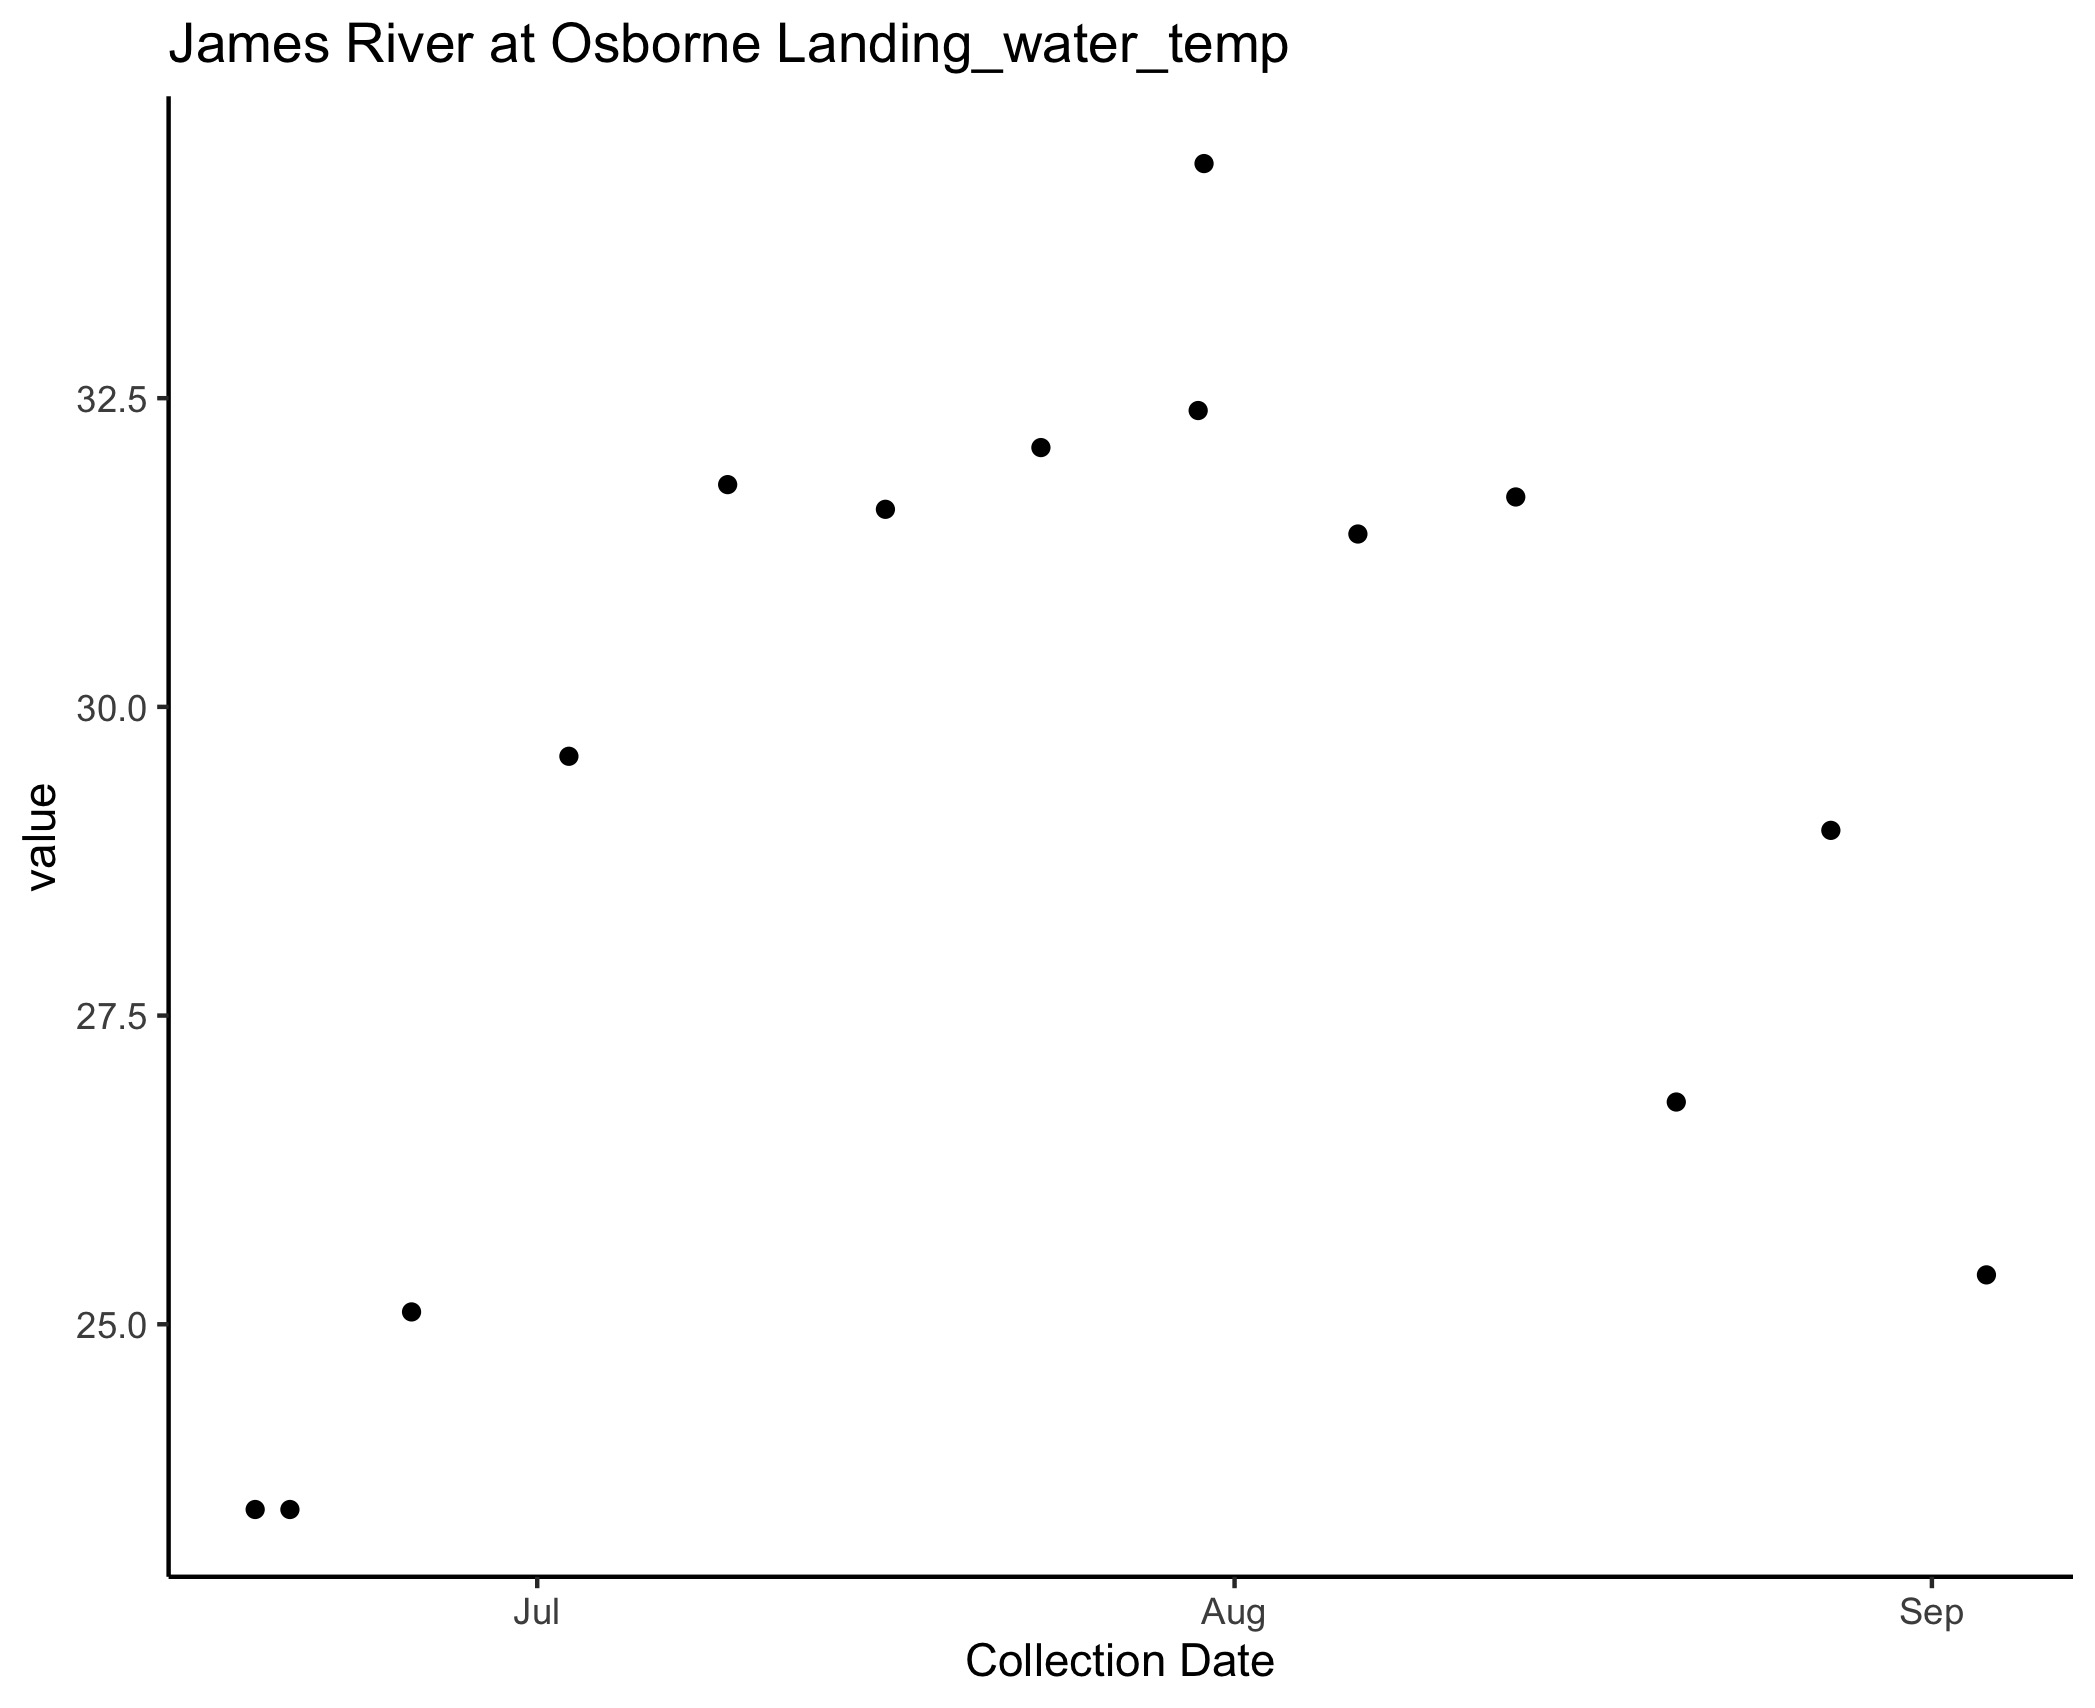 James River at Osborne Landing_water_temp
32.5
30.0
27.5
25.0
value
Jul
Aug
Sep
Collection Date